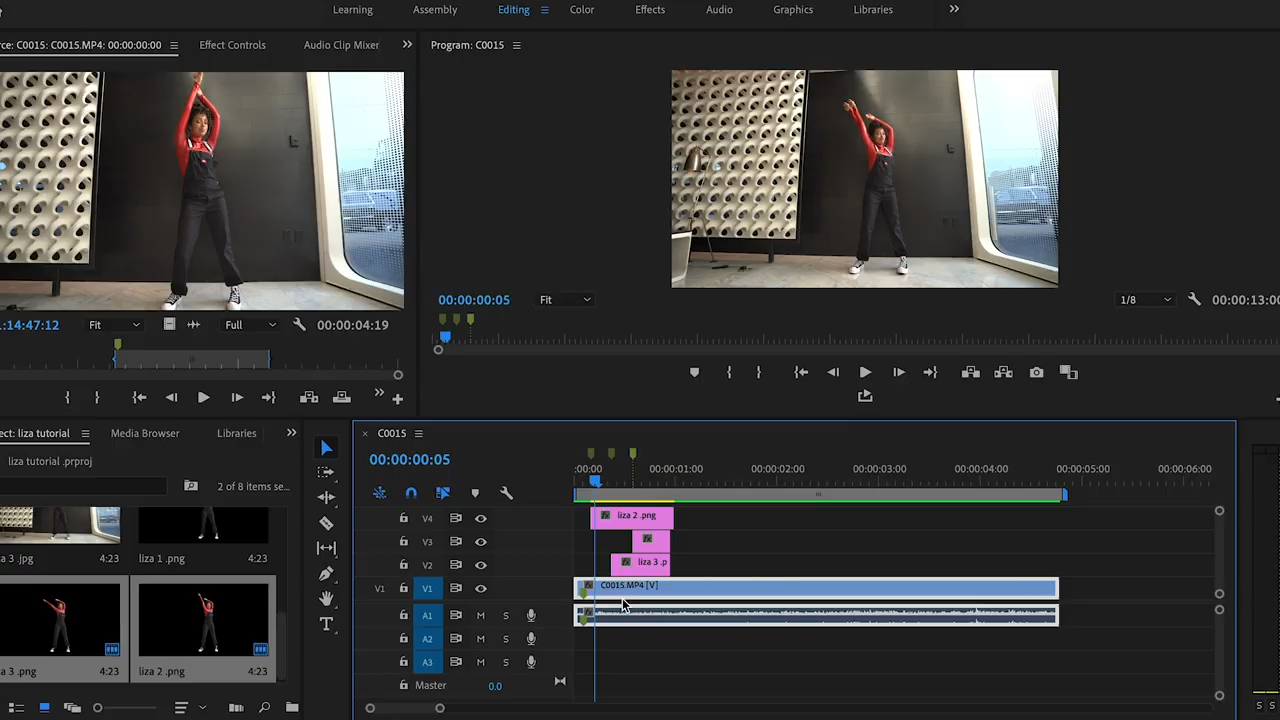 Learning Assembly Editing Color Effects Audio Graphics Libraries
rce: C0015: C0015.MP4: 00:00:00:00 Effect Controls Audio Clip Mixer Program: C0015
:14:47:12 Fit Full 00:00:04:19
00:00:00:05 Fit 1/8 00:00:13:00
ect: liza tutorial Media Browser Libraries
liza tutorial .prproj
2 of 8 items se...
a 3 .jpg 4:23 liza 1 .png 4:23
a 3 .png 4:23 liza 2 .png 4:23
C0015
00:00:00:05
:00:00 00:00:01:00 00:00:02:00 00:00:03:00 00:00:04:00 00:00:05:00 00:00:06:00
V4 liza 2 .png
V3
V2 liza 3 .p
V1 V1 C0015.MP4 [V]
A1 M S
A2 M S
A3 M S
Master 0.0
S S